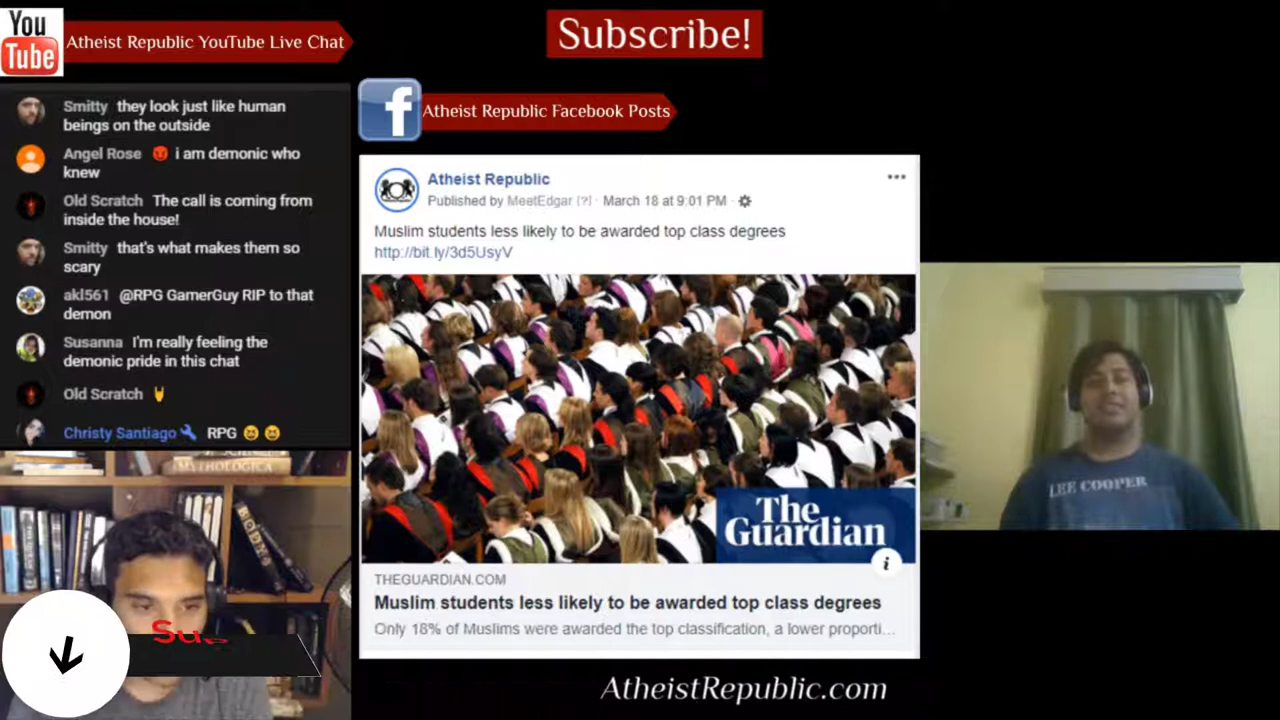 You
Tube
Atheist Republic YouTube Live Chat
Subscribe!
Smitty they look just like human
beings on the outside
Angel Rose 😈 i am demonic who
knew
Old Scratch The call is coming from
inside the house!
Smitty that's what makes them so
scary
akl561 @RPG GamerGuy RIP to that
demon
Susanna I'm really feeling the
demonic pride in this chat
Old Scratch 🤘
Christy Santiago RPG 😆 😆
f
Atheist Republic Facebook Posts
Atheist Republic
Published by MeetEdgar [?] · March 18 at 9:01 PM ·
Muslim students less likely to be awarded top class degrees
http://bit.ly/3d5UsyV
The
Guardian
i
THEGUARDIAN.COM
Muslim students less likely to be awarded top class degrees
Only 18% of Muslims were awarded the top classification, a lower proporti...
MYTHOLOGICA
LEE COOPER
AtheistRepublic.com